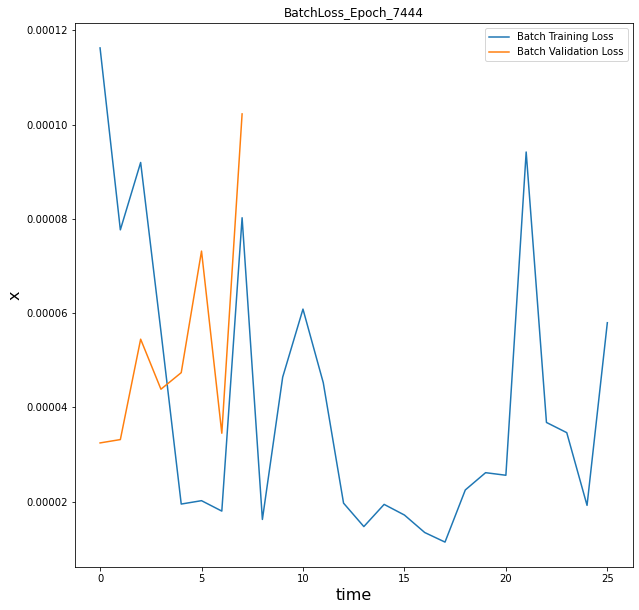 BatchLoss_Epoch_7444
Batch Training Loss
Batch Validation Loss
0.00012
0.00010
0.00008
0.00006
0.00004
0.00002
x
0 5 10 15 20 25
time